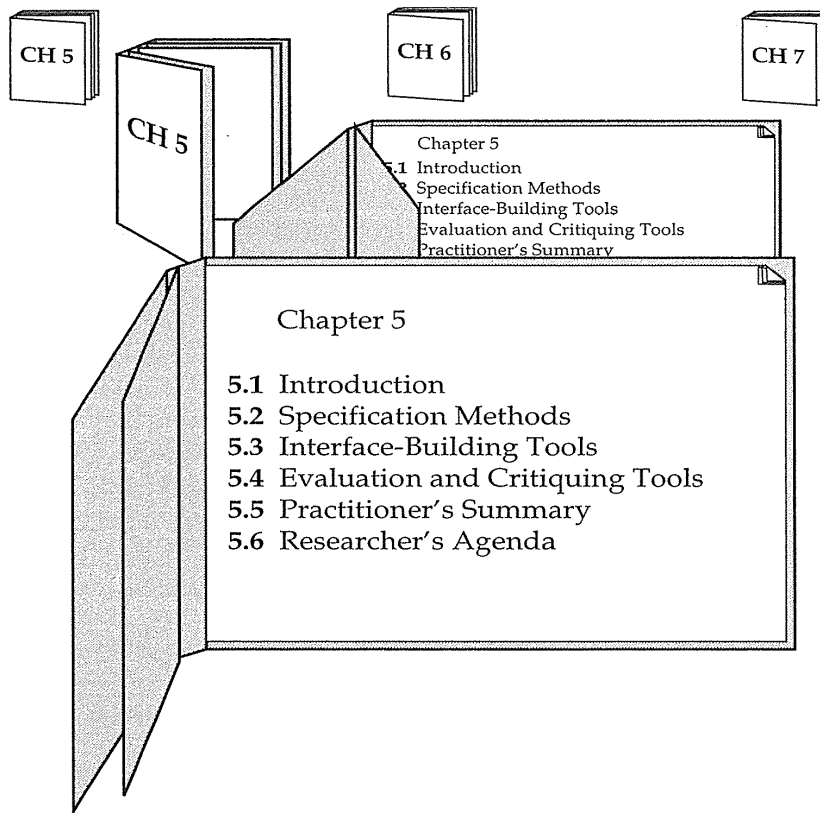 CH 5
CH 6
CH 7
CH 5
Chapter 5
5.1 Introduction
Specification Methods
Interface-Building Tools
Evaluation and Critiquing Tools
Practitioner's Summary
Chapter 5
5.1 Introduction
5.2 Specification Methods
5.3 Interface-Building Tools
5.4 Evaluation and Critiquing Tools
5.5 Practitioner's Summary
5.6 Researcher's Agenda